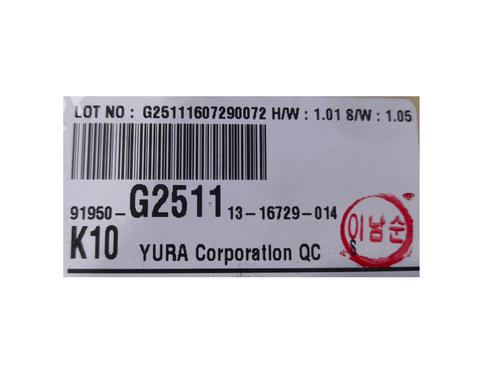 LOT NO : G25111607290072 H/W : 1.01 S/W : 1.05
91950-G2511 13-16729-014
K10 YURA Corporation QC S
이남순